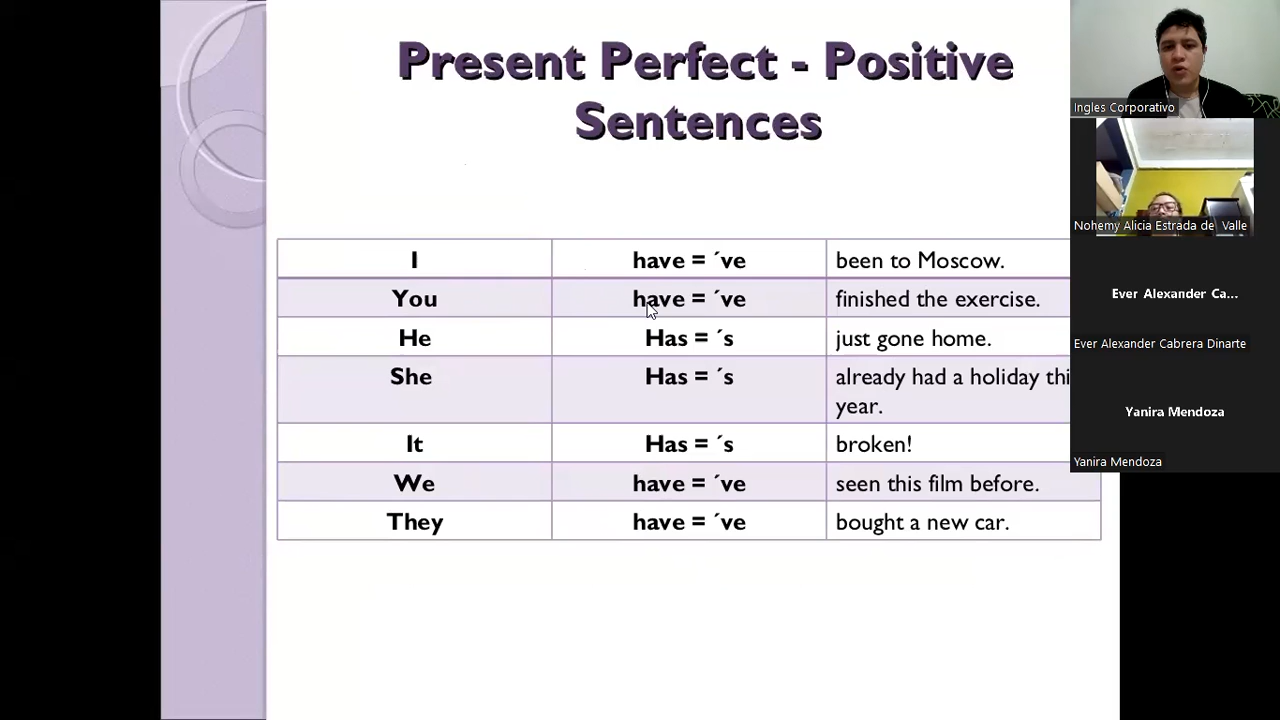 Present Perfect - Positive
Sentences
I have = ´ve been to Moscow.
You have = ´ve finished the exercise.
He Has = ´s just gone home.
She Has = ´s already had a holiday thi
year.
It Has = ´s broken!
We have = ´ve seen this film before.
They have = ´ve bought a new car.
Ingles Corporativo
Nohemy Alicia Estrada de Valle
Ever Alexander Ca...
Ever Alexander Cabrera Dinarte
Yanira Mendoza
Yanira Mendoza